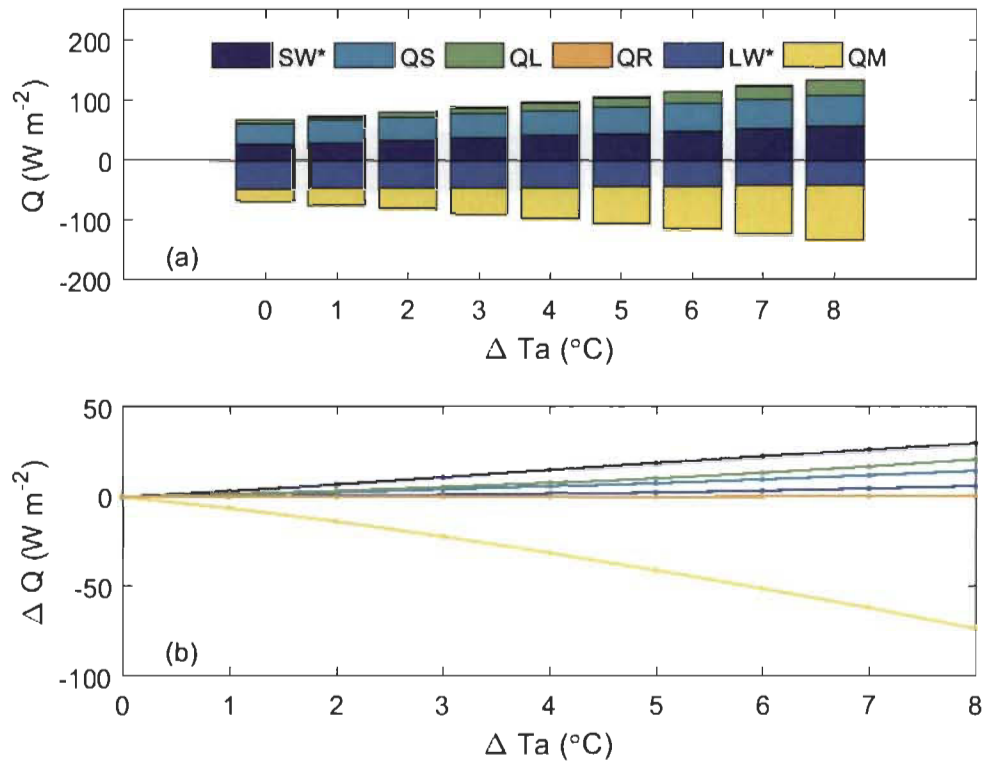 200
100
0
-100
-200
Q (W m-2)
SW* QS QL QR LW* QM
(a)
0 1 2 3 4 5 6 7 8
Δ Ta (°C)
50
0
-50
-100
Δ Q (W m-2)
(b)
0 1 2 3 4 5 6 7 8
Δ Ta (°C)